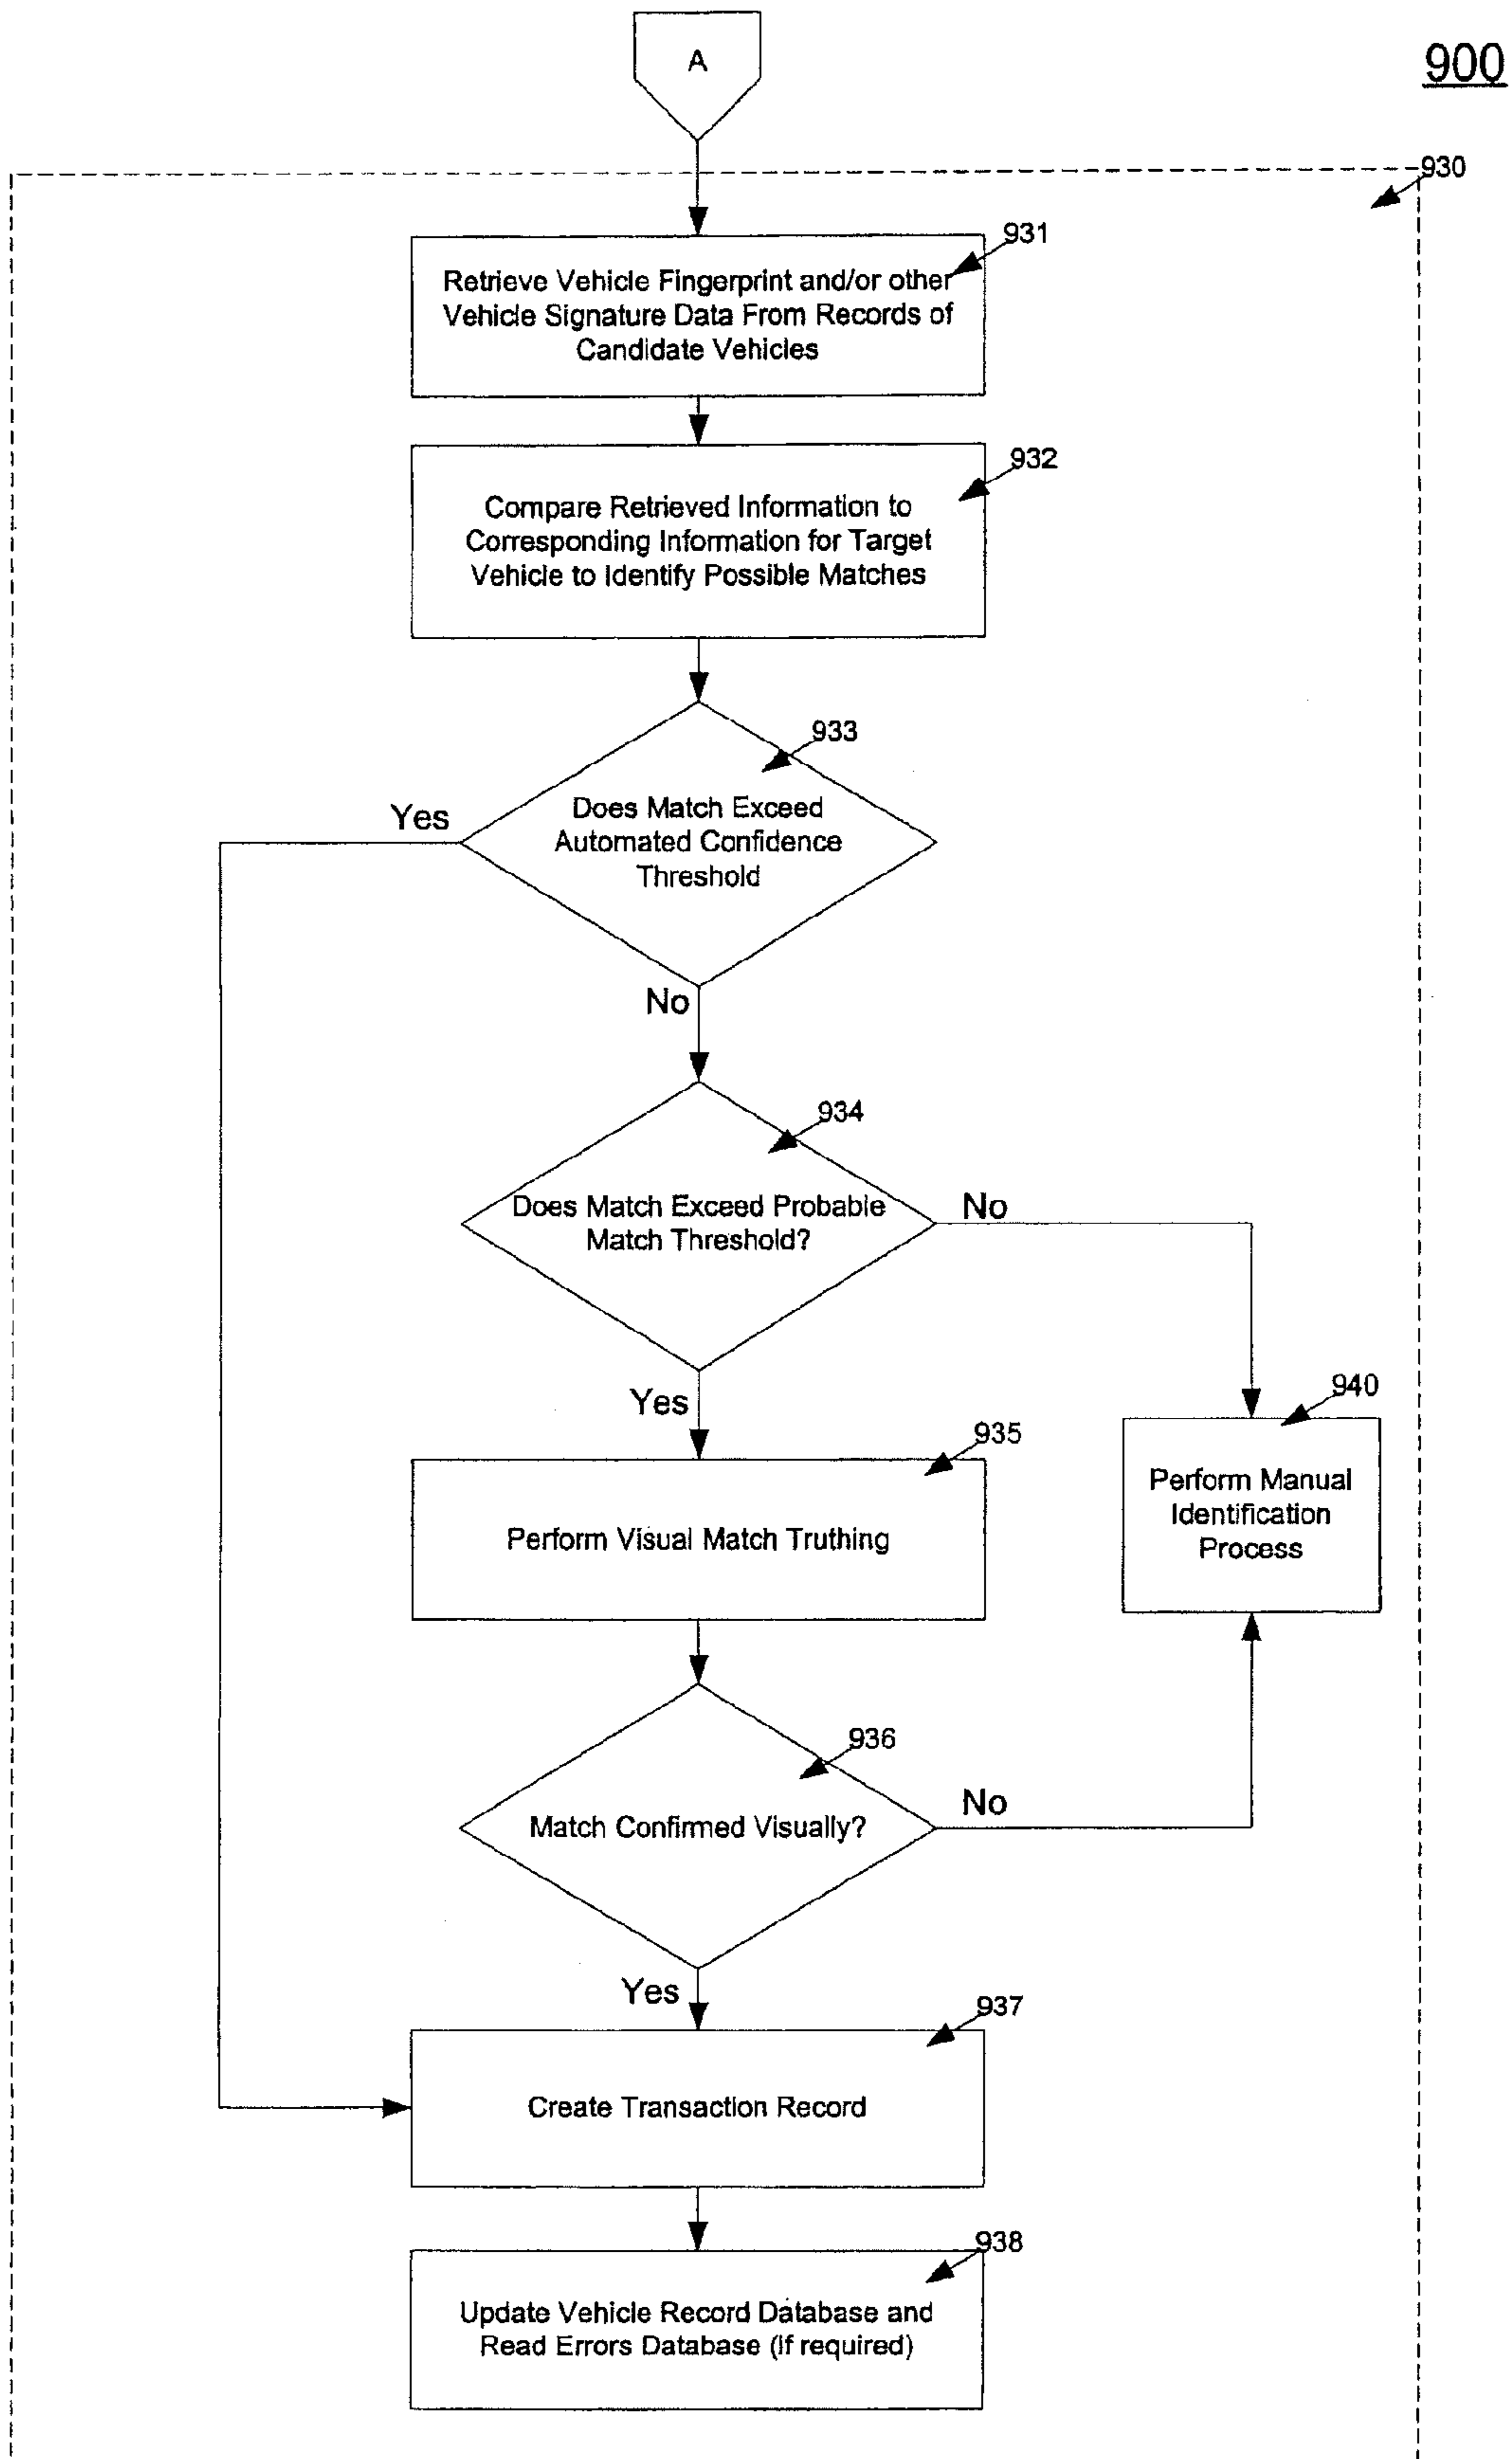 A
900
930
931
Retrieve Vehicle Fingerprint and/or other
Vehicle Signature Data From Records of
Candidate Vehicles
932
Compare Retrieved Information to
Corresponding Information for Target
Vehicle to Identify Possible Matches
933
Yes
Does Match Exceed
Automated Confidence
Threshold
No
934
Does Match Exceed Probable
Match Threshold?
No
Yes
935
940
Perform Manual
Identification
Process
Perform Visual Match Truthing
936
Match Confirmed Visually?
No
Yes
937
Create Transaction Record
938
Update Vehicle Record Database and
Read Errors Database (if required)